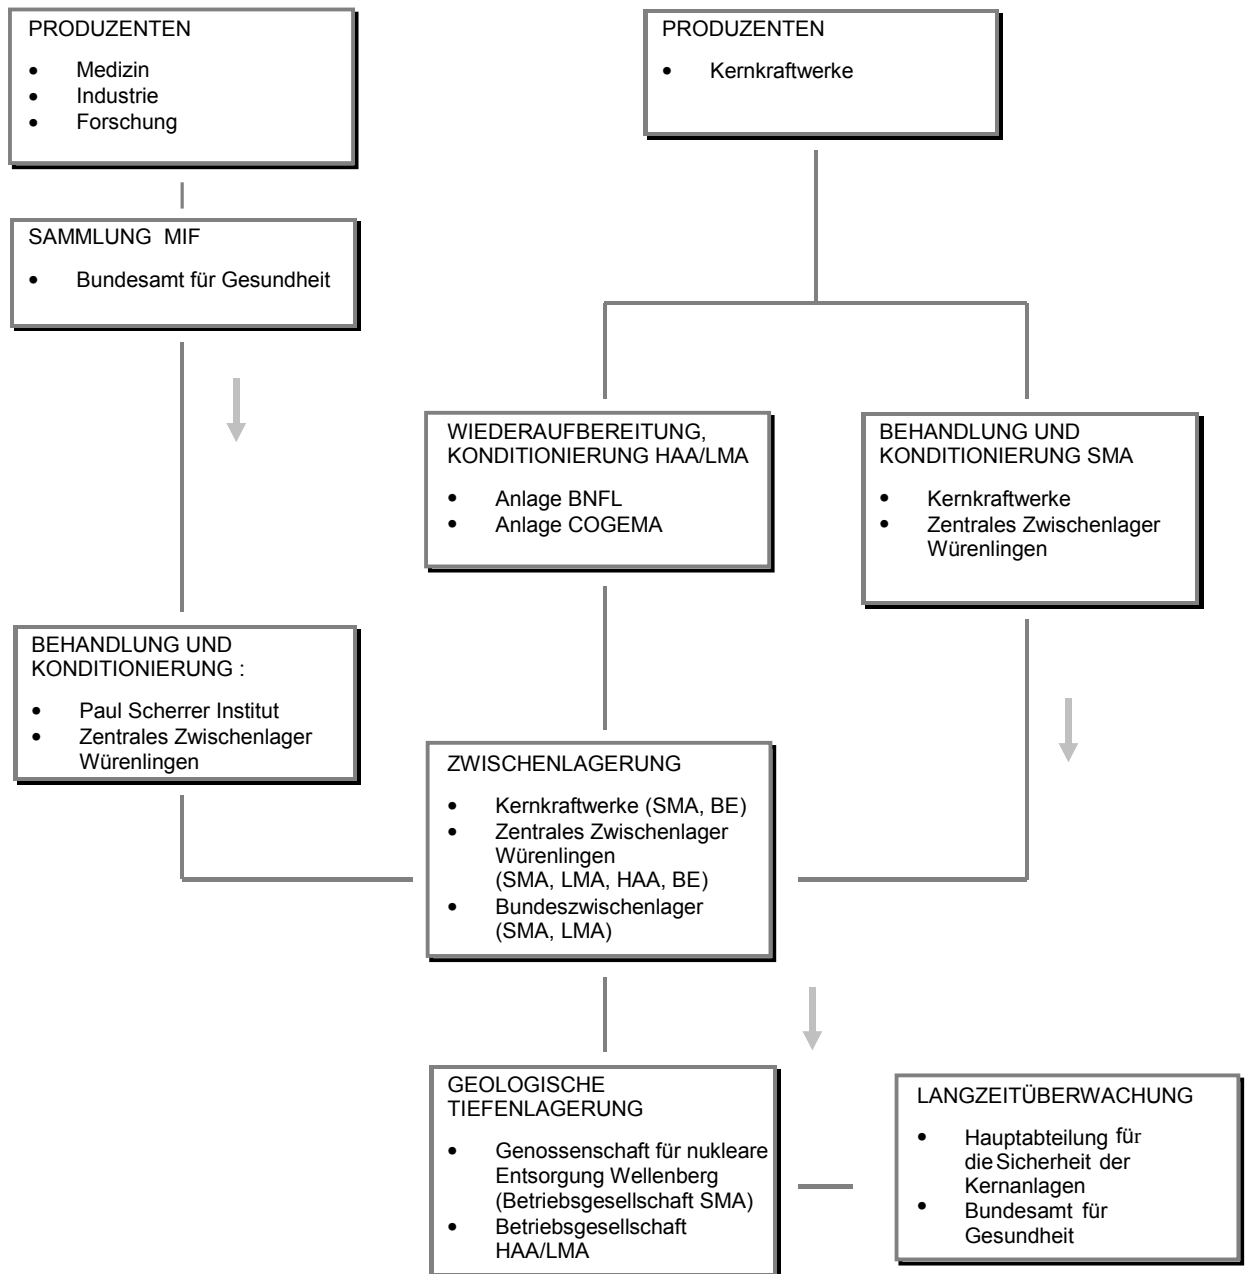 PRODUZENTEN
• Medizin
• Industrie
• Forschung
PRODUZENTEN
• Kernkraftwerke
SAMMLUNG MIF
• Bundesamt für Gesundheit
WIEDERAUFBEREITUNG,
KONDITIONIERUNG HAA/LMA
• Anlage BNFL
• Anlage COGEMA
BEHANDLUNG UND
KONDITIONIERUNG SMA
• Kernkraftwerke
• Zentrales Zwischenlager
Würenlingen
BEHANDLUNG UND
KONDITIONIERUNG :
• Paul Scherrer Institut
• Zentrales Zwischenlager
Würenlingen
ZWISCHENLAGERUNG
• Kernkraftwerke (SMA, BE)
• Zentrales Zwischenlager
Würenlingen
(SMA, LMA, HAA, BE)
• Bundeszwischenlager
(SMA, LMA)
GEOLOGISCHE
TIEFENLAGERUNG
• Genossenschaft für nukleare
Entsorgung Wellenberg
(Betriebsgesellschaft SMA)
• Betriebsgesellschaft
HAA/LMA
LANGZEITÜBERWACHUNG
• Hauptabteilung für
die Sicherheit der
Kernanlagen
• Bundesamt für
Gesundheit